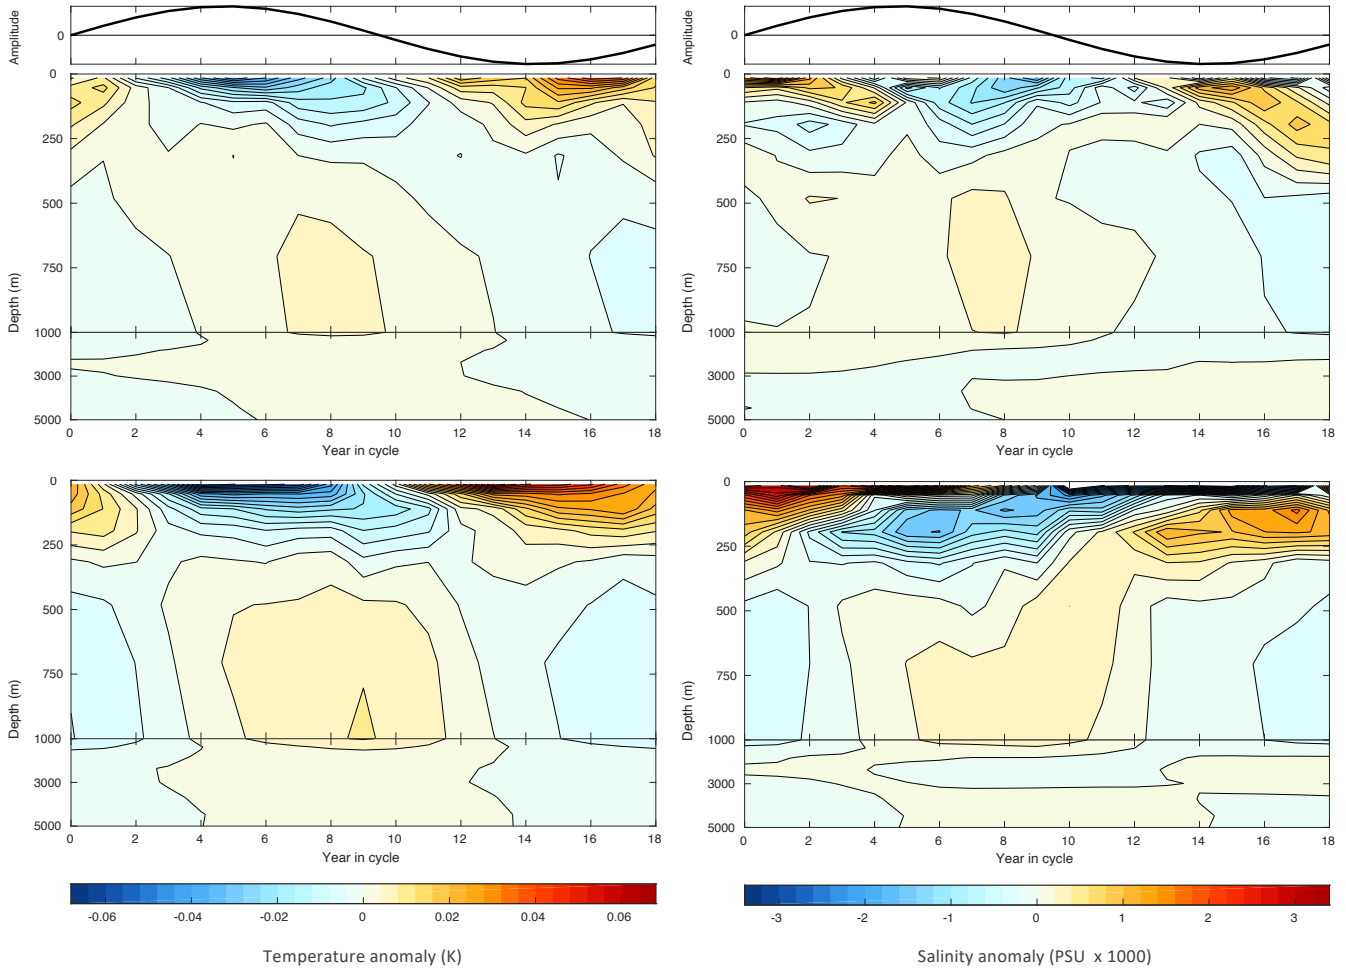 Amplitude
0
Amplitude
0
0
250
500
750
1000
3000
5000
Depth (m)
0 2 4 6 8 10 12 14 16 18
Year in cycle
0
250
500
750
1000
3000
5000
Depth (m)
0 2 4 6 8 10 12 14 16 18
Year in cycle
0
250
500
750
1000
3000
5000
Depth (m)
0 2 4 6 8 10 12 14 16 18
Year in cycle
0
250
500
750
1000
3000
5000
Depth (m)
0 2 4 6 8 10 12 14 16 18
Year in cycle
-0.06 -0.04 -0.02 0 0.02 0.04 0.06
Temperature anomaly (K)
-3 -2 -1 0 1 2 3
Salinity anomaly (PSU x 1000)